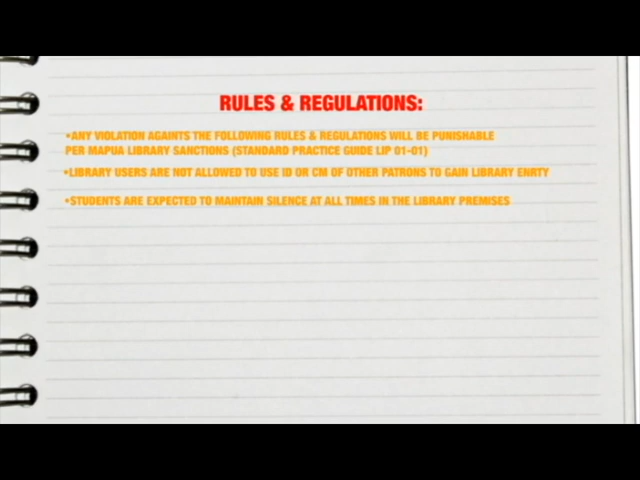 RULES & REGULATIONS:
•ANY VIOLATION AGAINTS THE FOLLOWING RULES & REGULATIONS WILL BE PUNISHABLE
PER MAPUA LIBRARY SANCTIONS (STANDARD PRACTICE GUIDE LIP 01-01)
•LIBRARY USERS ARE NOT ALLOWED TO USE ID OR CM OF OTHER PATRONS TO GAIN LIBRARY ENRTY
•STUDENTS ARE EXPECTED TO MAINTAIN SILENCE AT ALL TIMES IN THE LIBRARY PREMISES